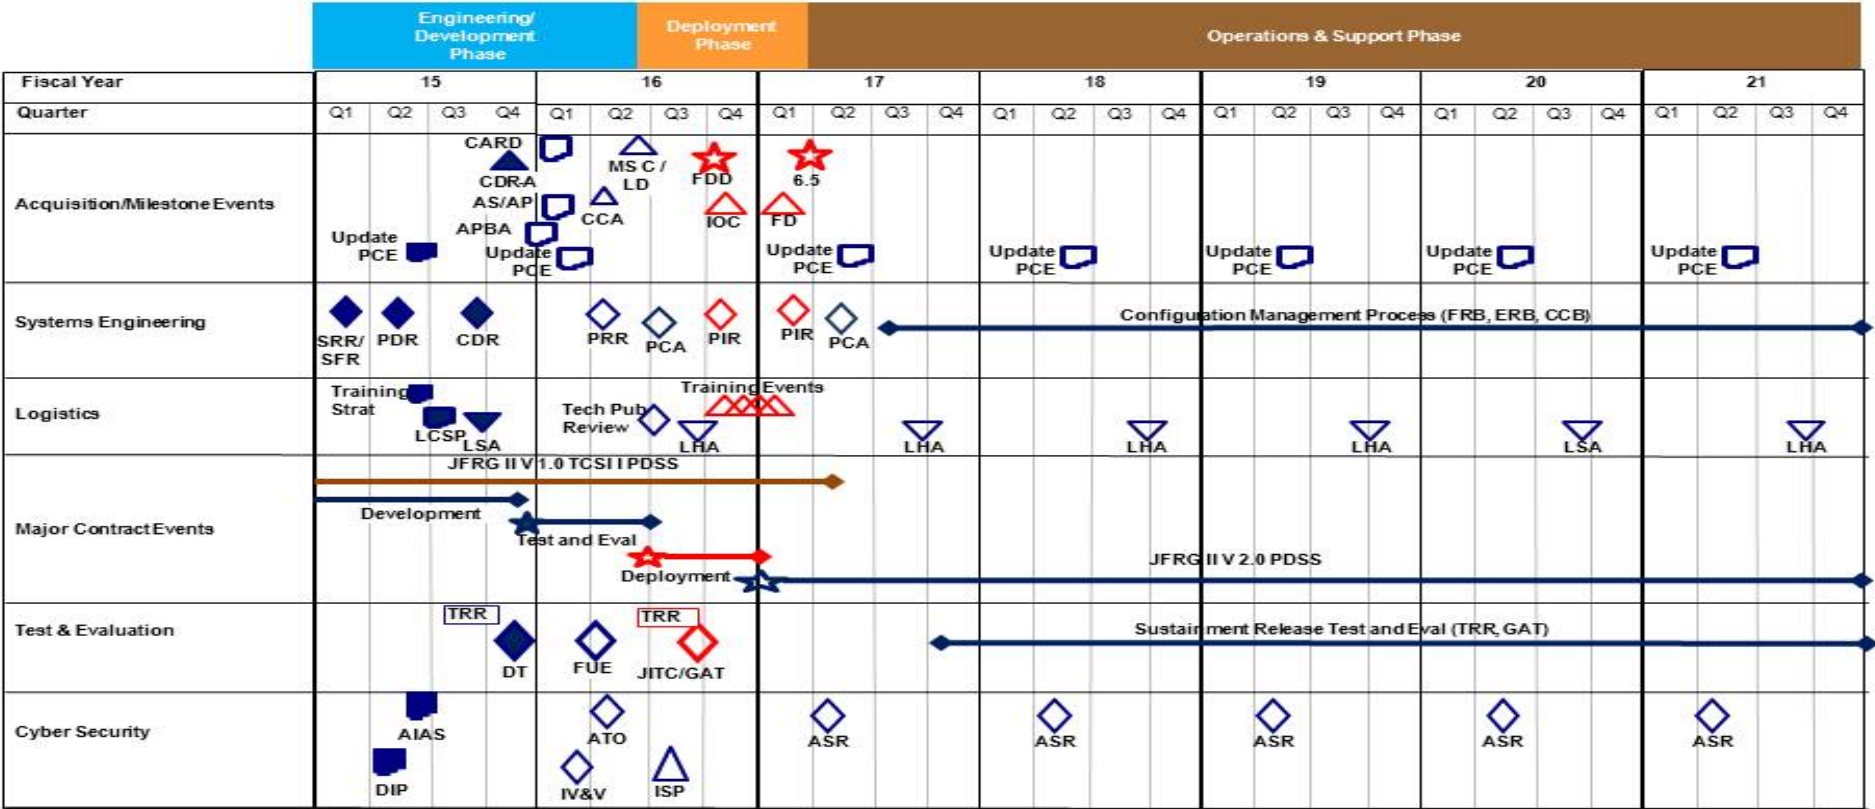 Engineering/
Development
Phase
Deployment
Phase
Operations & Support Phase
Fiscal Year 15 16 17 18 19 20 21
Quarter Q1 Q2 Q3 Q4 Q1 Q2 Q3 Q4 Q1 Q2 Q3 Q4 Q1 Q2 Q3 Q4 Q1 Q2 Q3 Q4 Q1 Q2 Q3 Q4 Q1 Q2 Q3 Q4
Acquisition/Milestone Events
CARD
CDR-A
AS/AP
APBA
Update
PCE
Update
PCE
CCA
MS C /
LD
FDD
IOC
6.5
FD
Update
PCE
Update
PCE
Update
PCE
Update
PCE
Update
PCE
Systems Engineering
SRR/
SFR
PDR
CDR
PRR
PCA
PIR
PIR
PCA
Configuration Management Process (FRB, ERB, CCB)
Logistics
Training
Strat
LCSP
LSA
Tech Pub
Review
LHA
Training Events
LHA
LHA
LHA
LSA
LHA
Major Contract Events
JFRG II V 1.0 TCSI I PDSS
Development
Test and Eval
Deployment
JFRG II V 2.0 PDSS
Test & Evaluation
TRR
DT
FUE
TRR
JITC/GAT
Sustainment Release Test and Eval (TRR, GAT)
Cyber Security
AIAS
DIP
ATO
IV&V
ISP
ASR
ASR
ASR
ASR
ASR